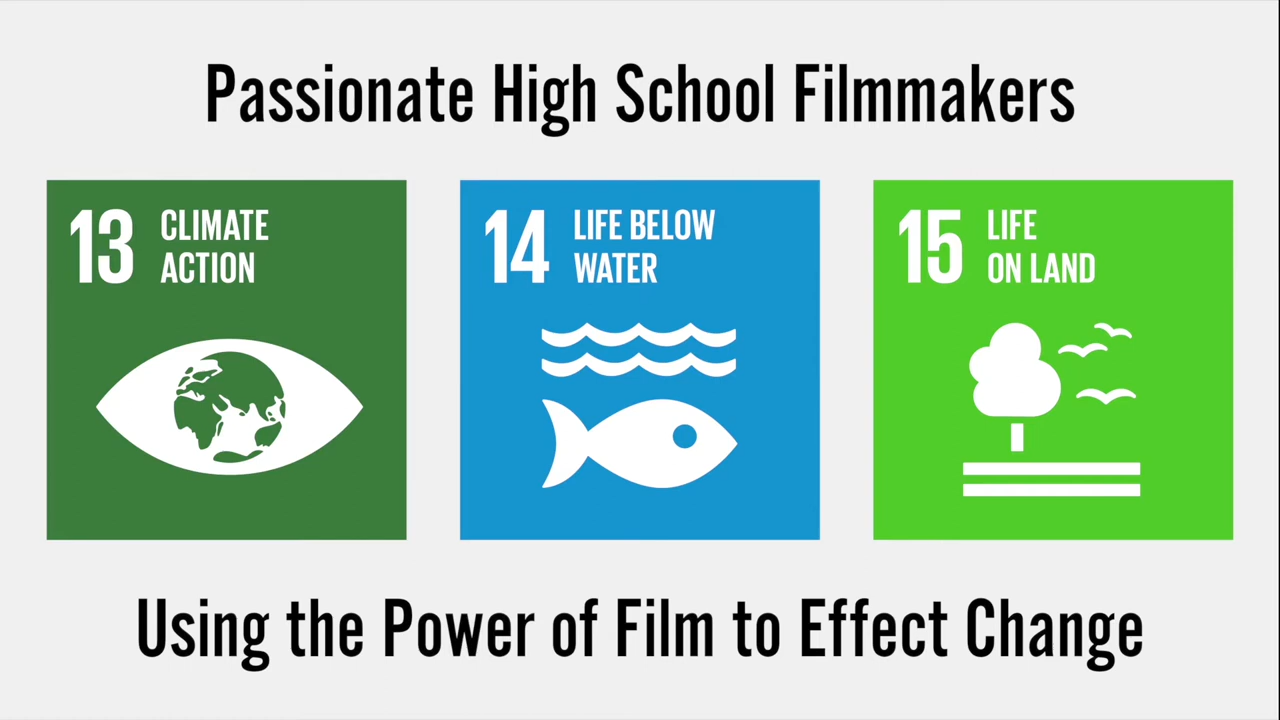 Passionate High School Filmmakers
13 CLIMATE
ACTION
14 LIFE BELOW
WATER
15 LIFE
ON LAND
Using the Power of Film to Effect Change